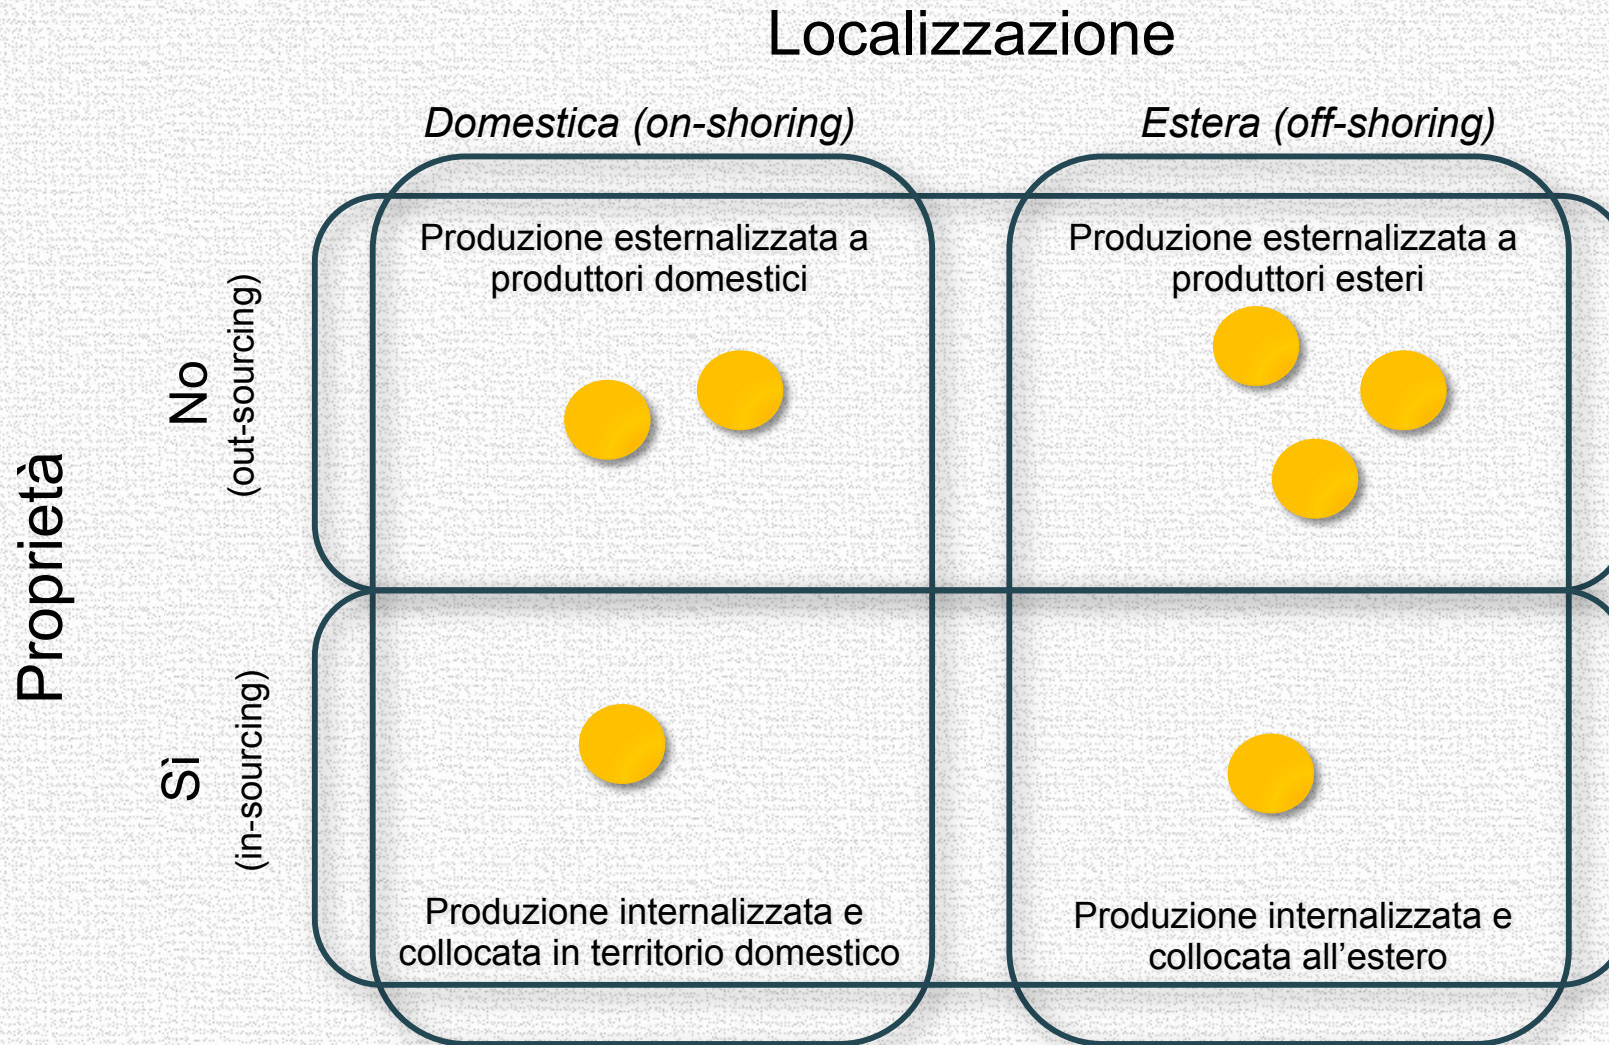 Localizzazione
Domestica (on-shoring)
Estera (off-shoring)
Proprietà
No
(out-sourcing)
Produzione esternalizzata a
produttori domestici
Produzione esternalizzata a
produttori esteri
Sì
(in-sourcing)
Produzione internalizzata e
collocata in territorio domestico
Produzione internalizzata e
collocata all’estero